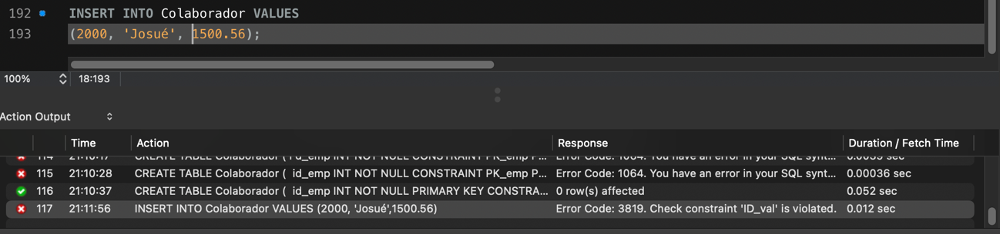 192 INSERT INTO Colaborador VALUES
193 (2000, 'Josué', 1500.56);
100% 18:193
Action Output
Time Action Response Duration / Fetch Time
114 21:10:17 CREATE TABLE Colaborador ( id_emp INT NOT NULL CONSTRAINT PK_emp P... Error Code: 1064. You have an error in your SQL synt... 0.0039 sec
115 21:10:28 CREATE TABLE Colaborador ( id_emp INT NOT NULL CONSTRAINT PK_emp P... Error Code: 1064. You have an error in your SQL synt... 0.00036 sec
116 21:10:37 CREATE TABLE Colaborador ( id_emp INT NOT NULL PRIMARY KEY CONSTRA... 0 row(s) affected 0.052 sec
117 21:11:56 INSERT INTO Colaborador VALUES (2000, 'Josué',1500.56) Error Code: 3819. Check constraint 'ID_val' is violated. 0.012 sec